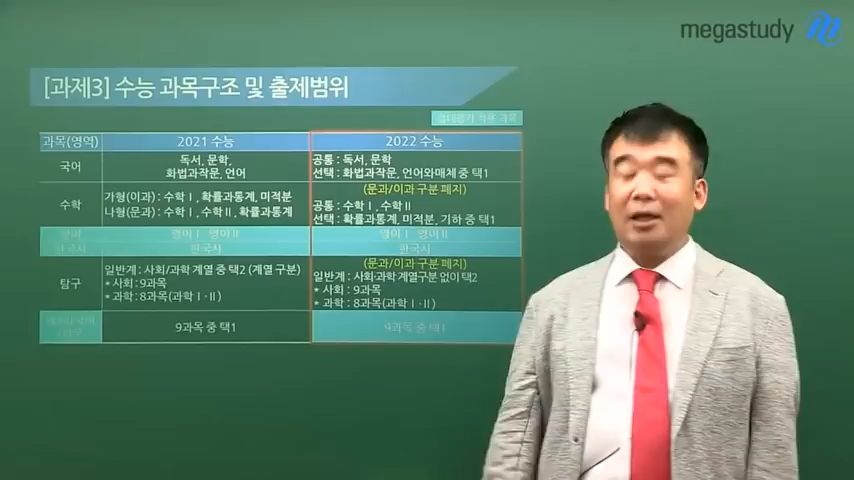 megastudy
[과제3] 수능 과목구조 및 출제범위
절대평가 적용 과목
과목(영역) 2021 수능 2022 수능
국어
독서, 문학,
화법과작문, 언어
공통 : 독서, 문학
선택 : 화법과작문, 언어와매체 중 택1
수학
가형(이과) : 수학Ⅰ, 확률과통계, 미적분
나형(문과) : 수학Ⅰ, 수학Ⅱ, 확률과통계
(문과/이과 구분 폐지)
공통 : 수학Ⅰ, 수학Ⅱ
선택 : 확률과통계, 미적분, 기하 중 택1
영어 영어Ⅰ 영어Ⅱ 영어Ⅰ 영어Ⅱ
한국사 한국사 한국사
탐구
일반계 : 사회/과학 계열 중 택2 (계열 구분)
* 사회 : 9과목
* 과학 : 8과목(과학Ⅰ·Ⅱ)
(문과/이과 구분 폐지)
일반계 : 사회·과학 계열구분 없이 택2
* 사회 : 9과목
* 과학 : 8과목(과학Ⅰ·Ⅱ)
9과목 중 택1 9과목 중 택1